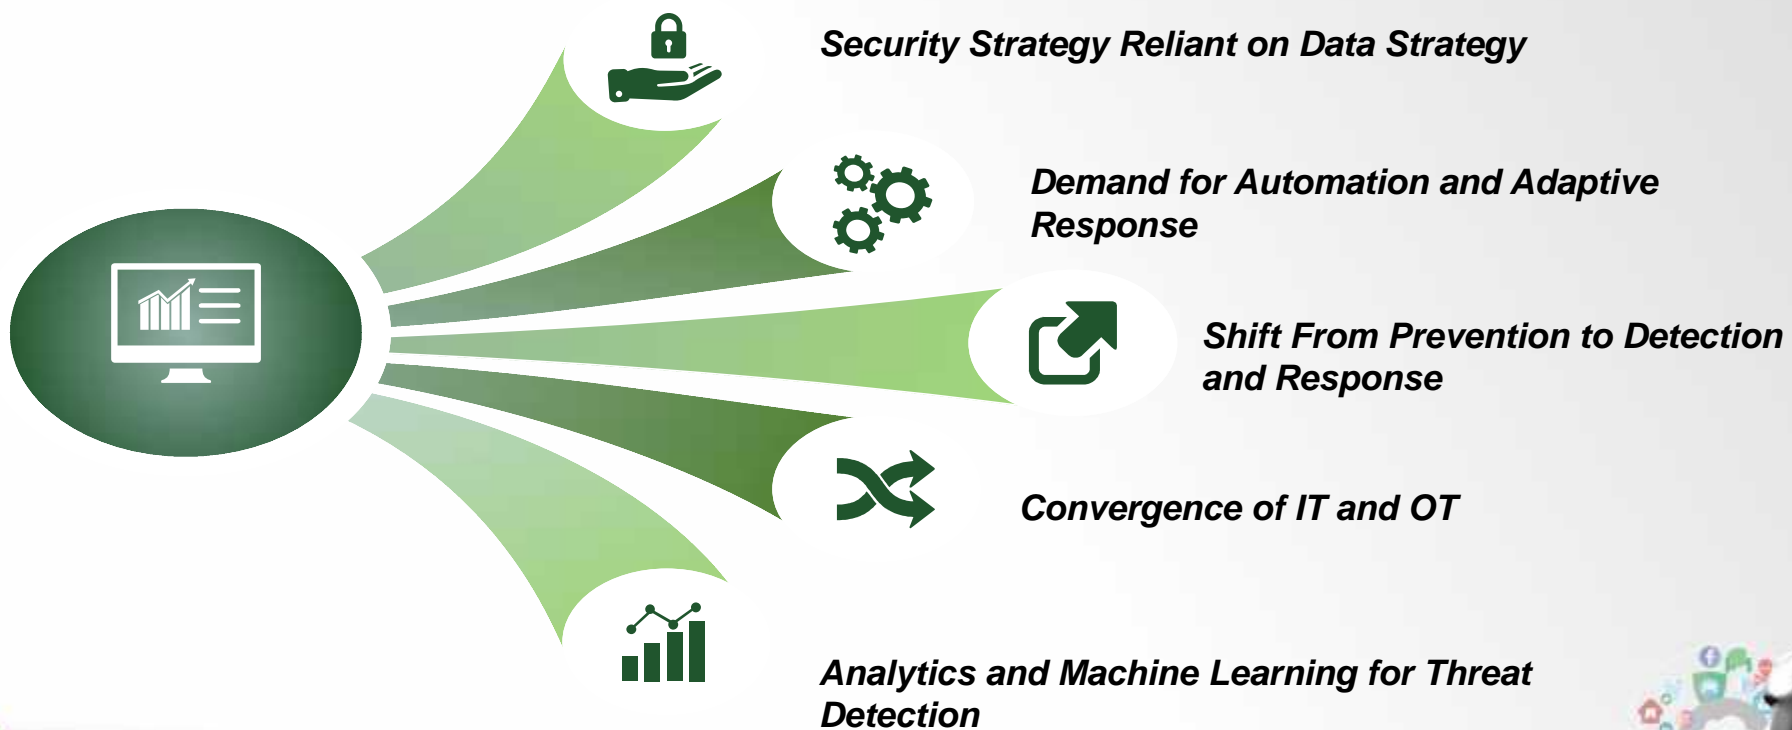 Security Strategy Reliant on Data Strategy
Demand for Automation and Adaptive
Response
Shift From Prevention to Detection
and Response
Convergence of IT and OT
Analytics and Machine Learning for Threat
Detection